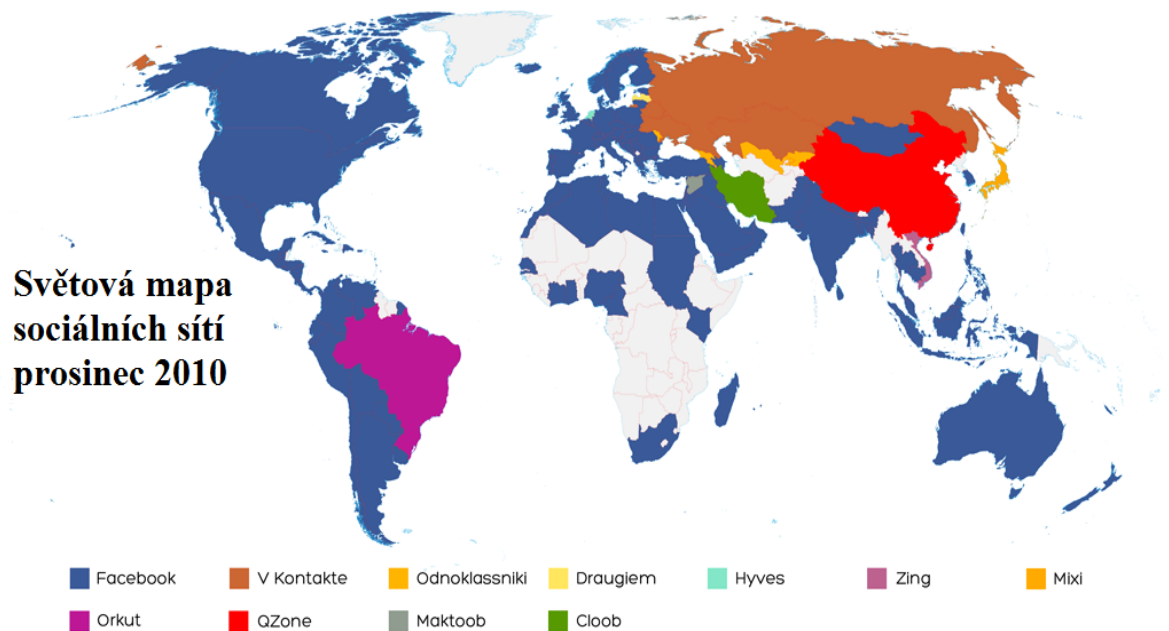 Světová mapa
sociálních sítí
prosinec 2010
Facebook V Kontakte Odnoklassniki Draugiem Hyves Zing Mixi
Orkut QZone Maktoob Cloob